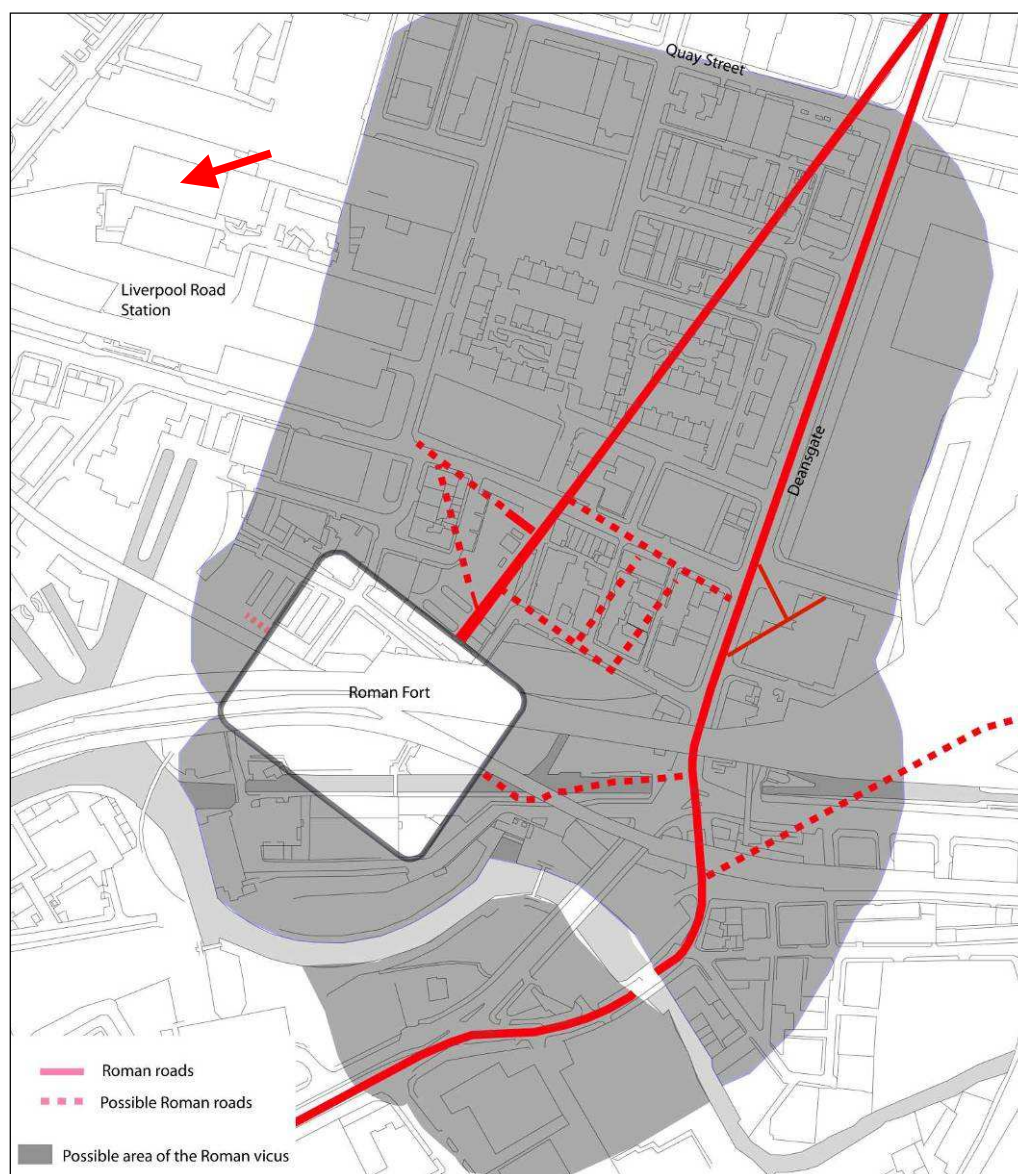 Quay Street
Liverpool Road
Station
Deansgate
Roman Fort
Roman roads
Possible Roman roads
Possible area of the Roman vicus